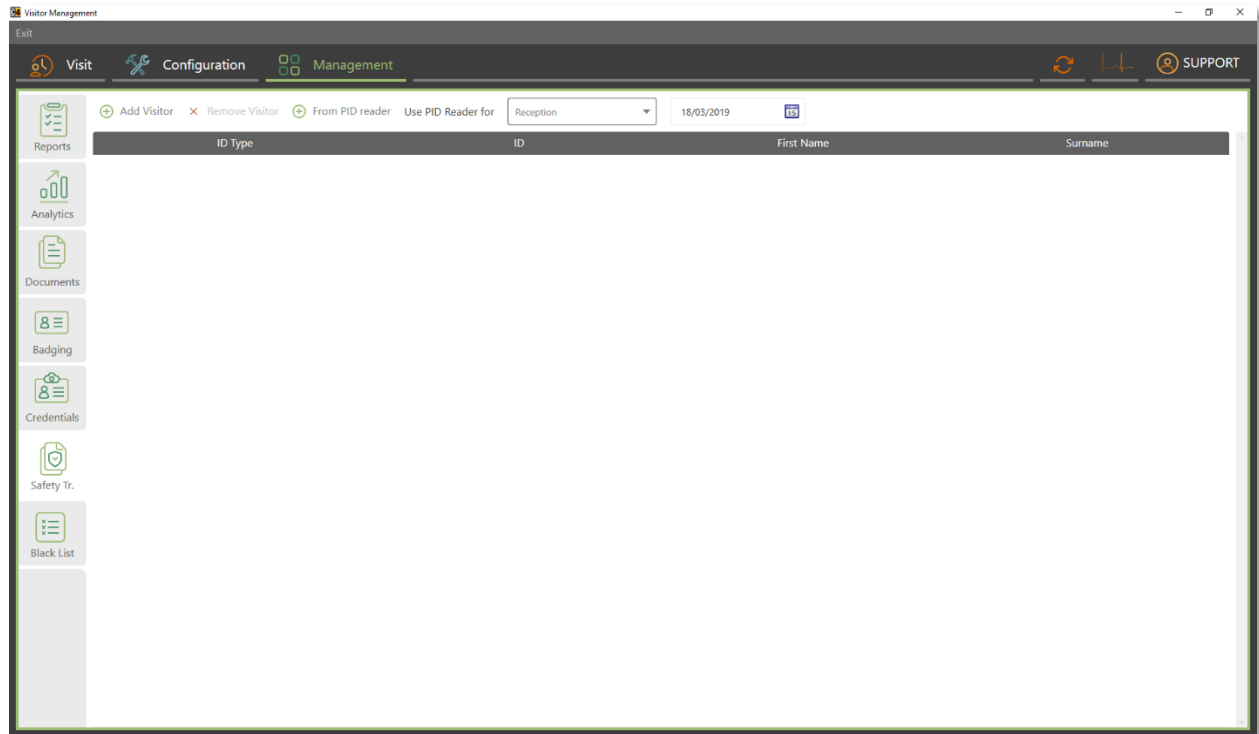 Visitor Management
Exit
Visit Configuration Management SUPPORT
Add Visitor Remove Visitor From PID reader Use PID Reader for Reception 18/03/2019 15
ID Type ID First Name Surname
Reports
Analytics
Documents
Badging
Credentials
Safety Tr.
Black List